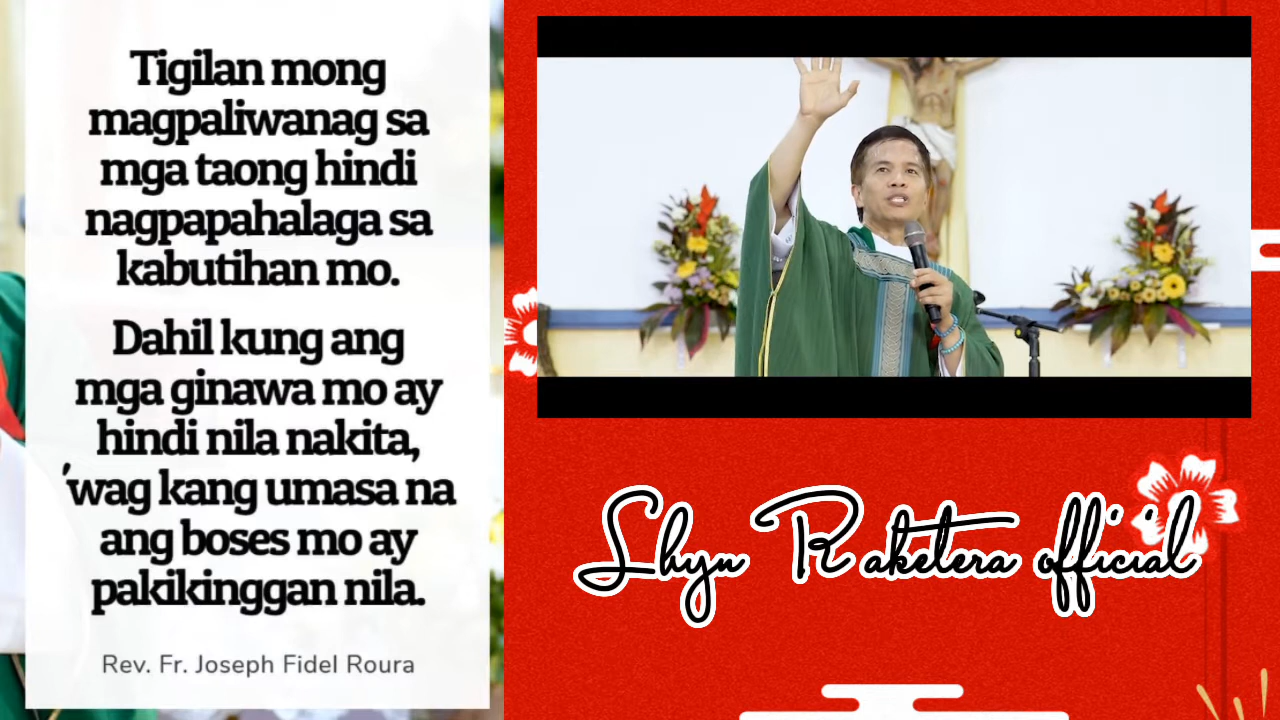 Tigilan mong
magpaliwanag sa
mga taong hindi
nagpapahalaga sa
kabutihan mo.
Dahil kung ang
mga ginawa mo ay
hindi nila nakita,
'wag kang umasa na
ang boses mo ay
pakikinggan nila.
Rev. Fr. Joseph Fidel Roura
Lhyn Raketera official